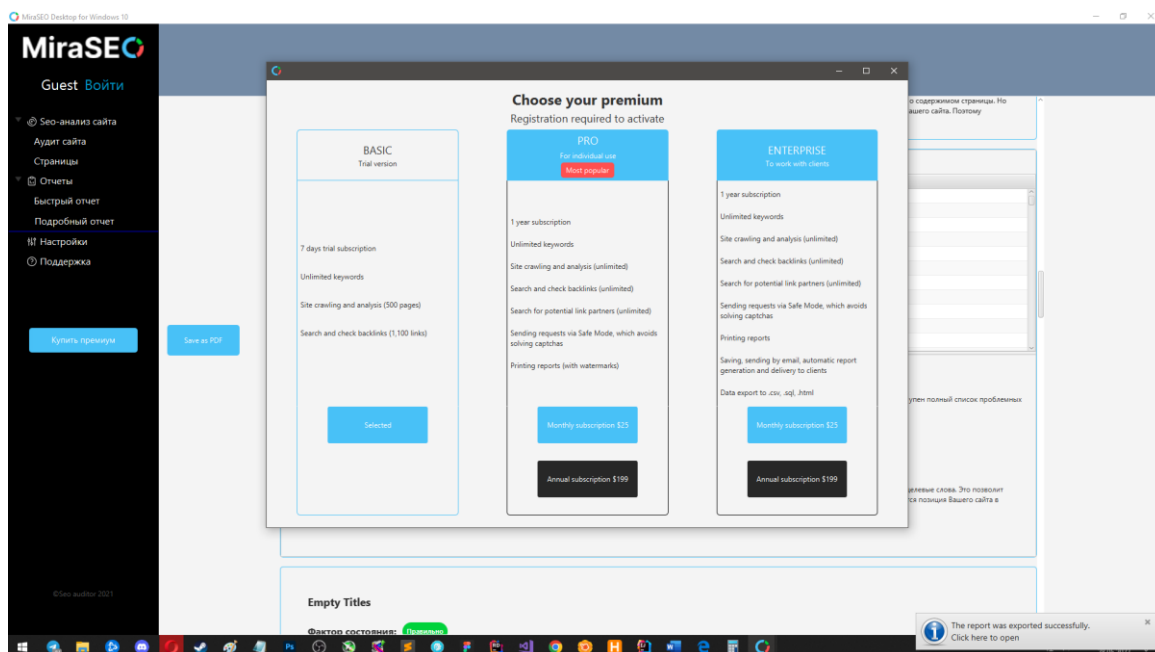 MiraSEO Desktop for Windows 10
MiraSEO
Guest Войти
Seo-анализ сайта
Аудит сайта
Страницы
Отчеты
Быстрый отчет
Подробный отчет
Настройки
Поддержка
Купить премиум
©Seo auditor 2021
Save as PDF
Choose your premium
Registration required to activate
BASIC
Trial version
7 days trial subscription
Unlimited keywords
Site crawling and analysis (500 pages)
Search and check backlinks (1,100 links)
Selected
PRO
For individual use
Most popular
1 year subscription
Unlimited keywords
Site crawling and analysis (unlimited)
Search and check backlinks (unlimited)
Search for potential link partners (unlimited)
Sending requests via Safe Mode, which avoids
solving captchas
Printing reports (with watermarks)
Monthly subscription $25
Annual subscription $199
ENTERPRISE
To work with clients
1 year subscription
Unlimited keywords
Site crawling and analysis (unlimited)
Search and check backlinks (unlimited)
Search for potential link partners (unlimited)
Sending requests via Safe Mode, which avoids
solving captchas
Printing reports
Saving, sending by email, automatic report
generation and delivery to clients
Data export to .csv, .sql, .html
Monthly subscription $25
Annual subscription $199
о содержимом страницы. Но
ашего сайта. Поэтому
упен полный список проблемных
целевые слова. Это позволит
ся позиция Вашего сайта в
Empty Titles
Фактор состояния: Правильно
The report was exported successfully.
Click here to open